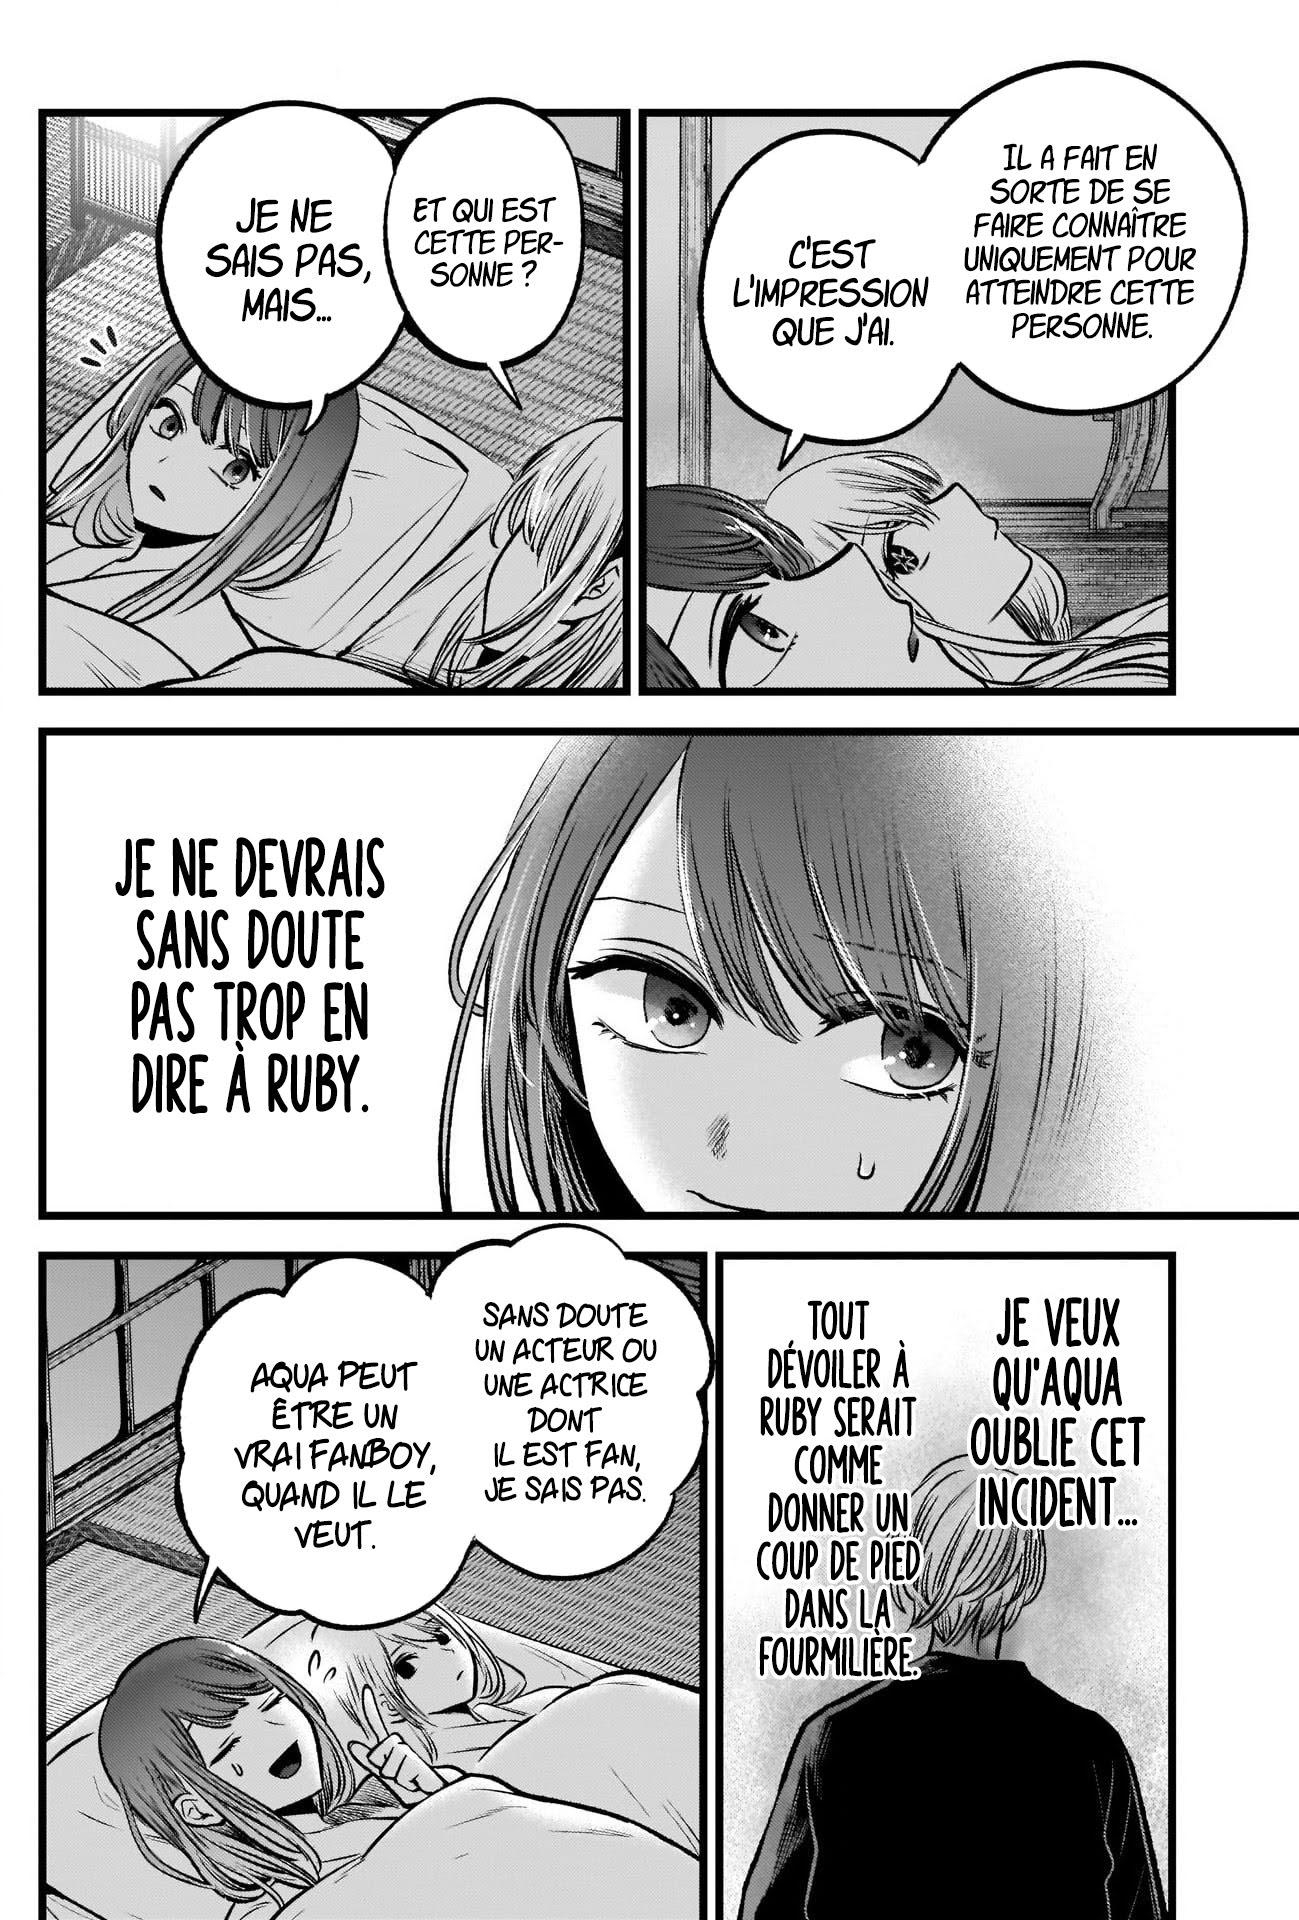 IL A FAIT EN
SORTE DE SE
FAIRE CONNAÎTRE
UNIQUEMENT POUR
ATTEINDRE CETTE
PERSONNE.
C'EST
L'IMPRESSION
QUE J'AI.
ET QUI EST
CETTE PER-
SONNE ?
JE NE
SAIS PAS,
MAIS...
JE NE DEVRAIS
SANS DOUTE
PAS TROP EN
DIRE À RUBY.
JE VEUX
QU'AQUA
OUBLIE CET
INCIDENT...
TOUT
DÉVOILER À
RUBY SERAIT
COMME
DONNER UN
COUP DE PIED
DANS LA
FOURMILIÈRE.
SANS DOUTE
UN ACTEUR OU
UNE ACTRICE
DONT
IL EST FAN,
JE SAIS PAS.
AQUA PEUT
ÊTRE UN
VRAI FANBOY,
QUAND IL LE
VEUT.